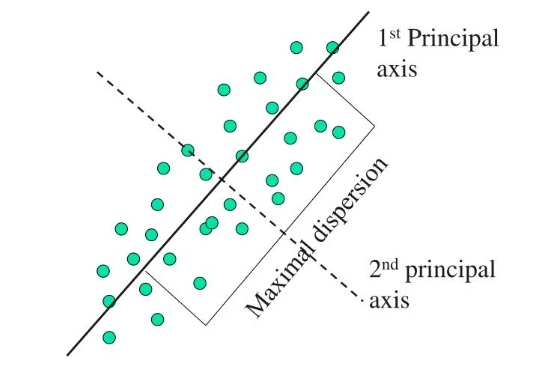 1st Principal
axis
Maximal dispersion
2nd principal
axis